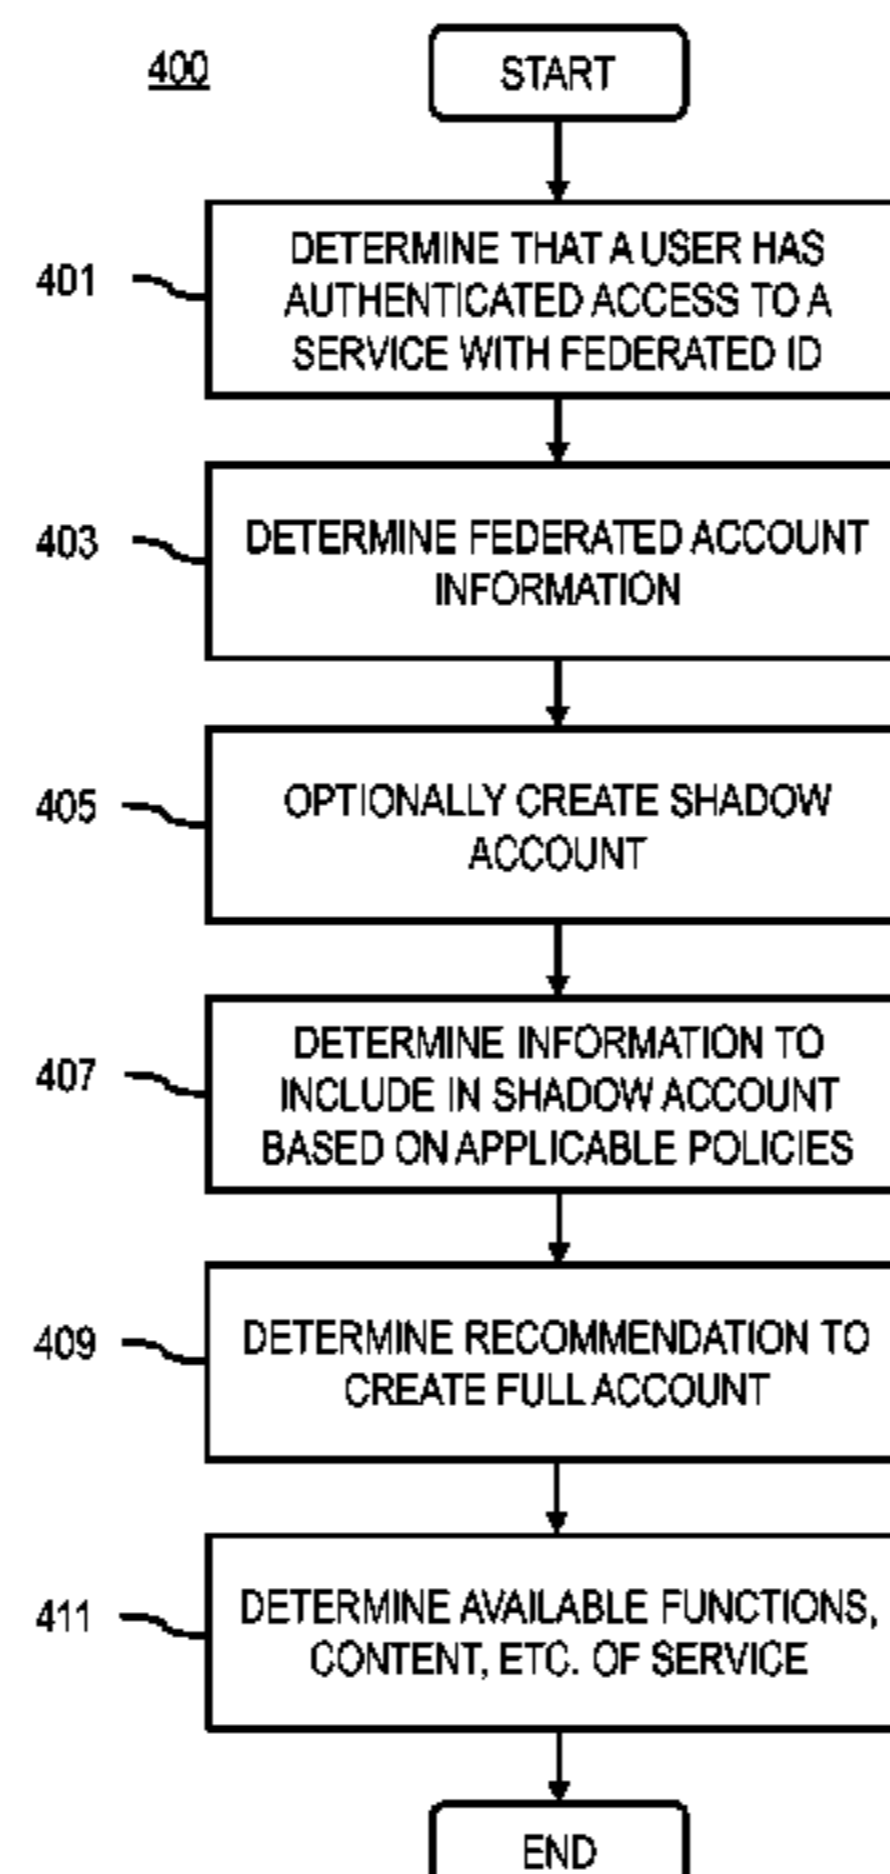 400
START
401
DETERMINE THAT A USER HAS
AUTHENTICATED ACCESS TO A
SERVICE WITH FEDERATED ID
403
DETERMINE FEDERATED ACCOUNT
INFORMATION
405
OPTIONALLY CREATE SHADOW
ACCOUNT
407
DETERMINE INFORMATION TO
INCLUDE IN SHADOW ACCOUNT
BASED ON APPLICABLE POLICIES
409
DETERMINE RECOMMENDATION TO
CREATE FULL ACCOUNT
411
DETERMINE AVAILABLE FUNCTIONS,
CONTENT, ETC. OF SERVICE
END